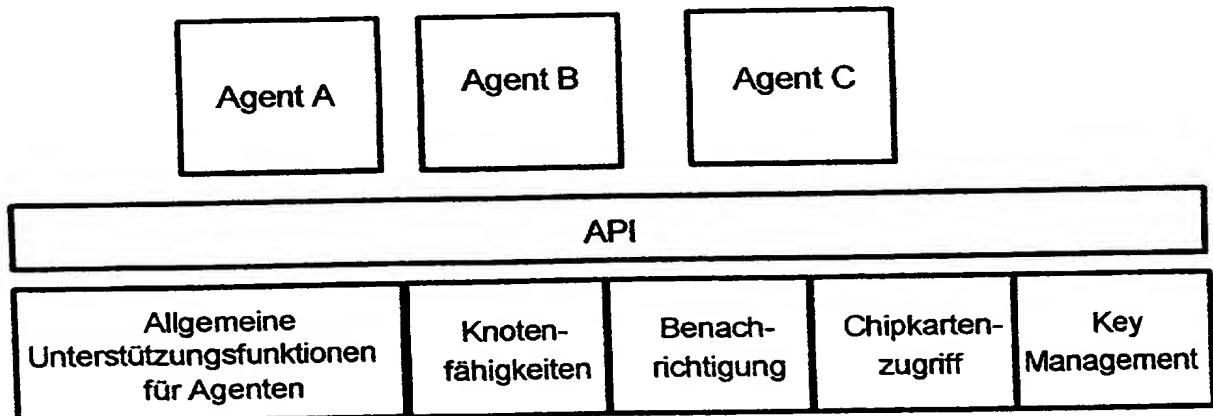 Agent A
Agent B
Agent C
API
Allgemeine
Unterstützungsfunktionen
für Agenten
Knoten-
fähigkeiten
Benach-
richtigung
Chipkarten-
zugriff
Key
Management